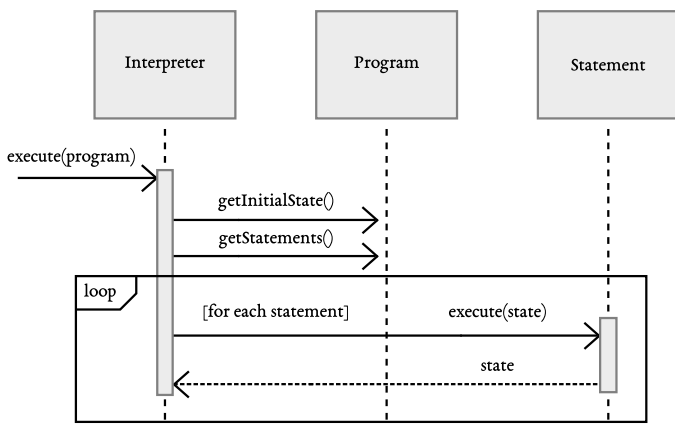 Interpreter
Program
Statement
execute(program)
getInitialState()
getStatements()
loop
[for each statement]
execute(state)
state